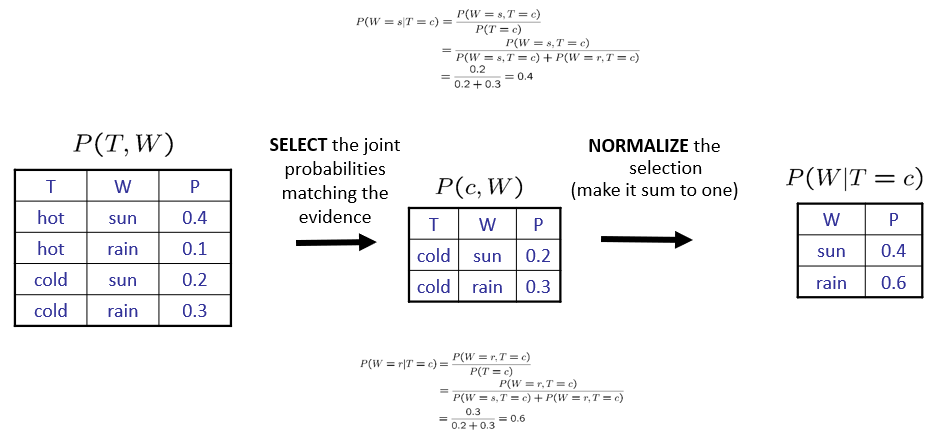 P(W = s|T = c) = P(W = s, T = c) / P(T = c)
= P(W = s, T = c) / P(W = s, T = c) + P(W = r, T = c)
= 0.2 / 0.2 + 0.3 = 0.4
P(T, W)
T W P
hot sun 0.4
hot rain 0.1
cold sun 0.2
cold rain 0.3
SELECT the joint
probabilities
matching the
evidence
P(c, W)
T W P
cold sun 0.2
cold rain 0.3
NORMALIZE the
selection
(make it sum to one)
P(W|T = c)
W P
sun 0.4
rain 0.6
P(W = r|T = c) = P(W = r, T = c) / P(T = c)
= P(W = r, T = c) / P(W = s, T = c) + P(W = r, T = c)
= 0.3 / 0.2 + 0.3 = 0.6